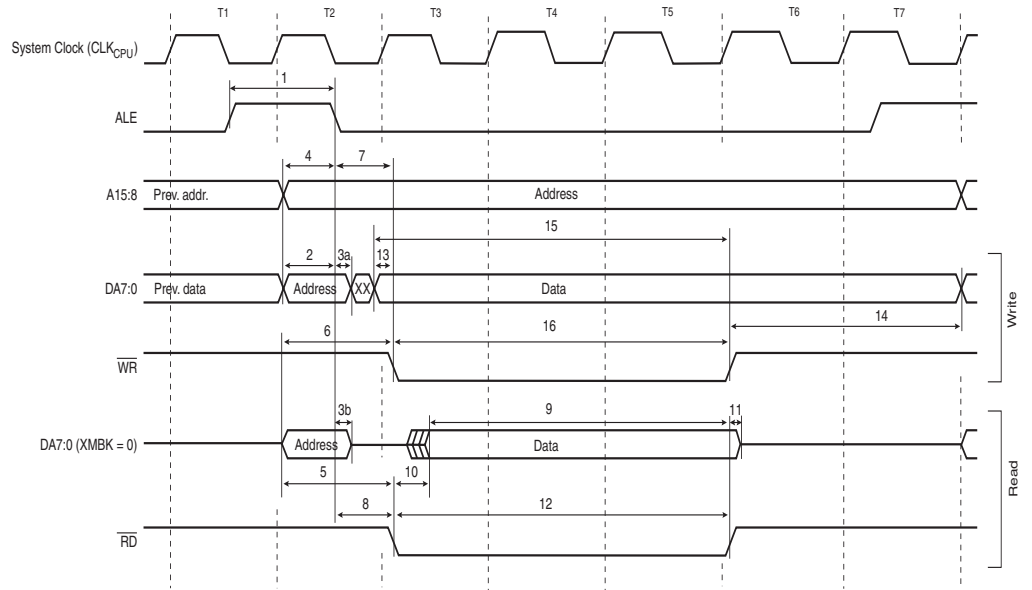 T1 T2 T3 T4 T5 T6 T7
System Clock (CLKCPU)
1
ALE
4 7
A15:8 Prev. addr. Address
15
2 3a 13
DA7:0 Prev. data Address XX Data
14
6 16
WR
3b 9 11
DA7:0 (XMBK = 0) Address Data
5 10
8 12
RD
Write
Read